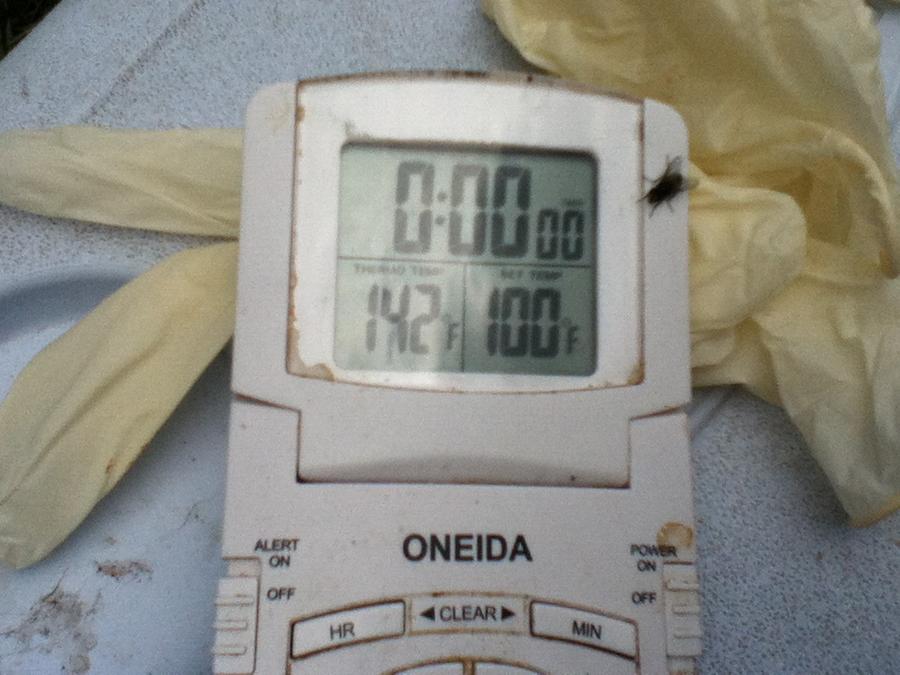 0:00 00
THERMO TEMP SET TEMP
142°F 100°F
ONEIDA
ALERT
ON
OFF
POWER
ON
OFF
HR
◄CLEAR►
MIN